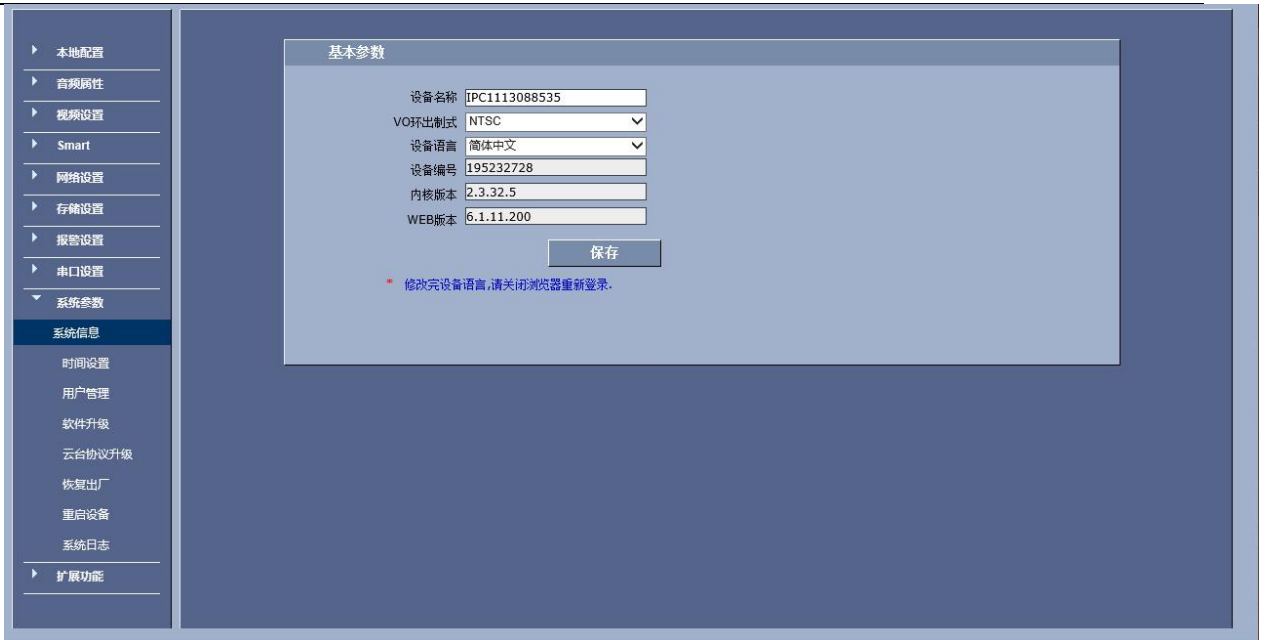 本地配置
音频属性
视频设置
Smart
网络设置
存储设置
报警设置
串口设置
系统参数
系统信息
时间设置
用户管理
软件升级
云台协议升级
恢复出厂
重启设备
系统日志
扩展功能
基本参数
设备名称 IPC1113088535
VO环出制式 NTSC
设备语言 简体中文
设备编号 195232728
内核版本 2.3.32.5
WEB版本 6.1.11.200
保存
* 修改完设备语言,请关闭浏览器重新登录.